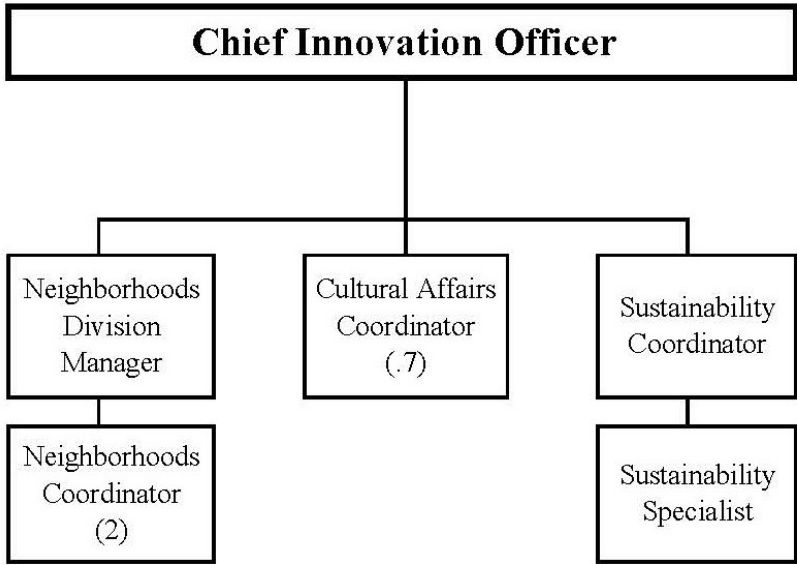 Chief Innovation Officer
Neighborhoods
Division
Manager
Cultural Affairs
Coordinator
(.7)
Sustainability
Coordinator
Neighborhoods
Coordinator
(2)
Sustainability
Specialist